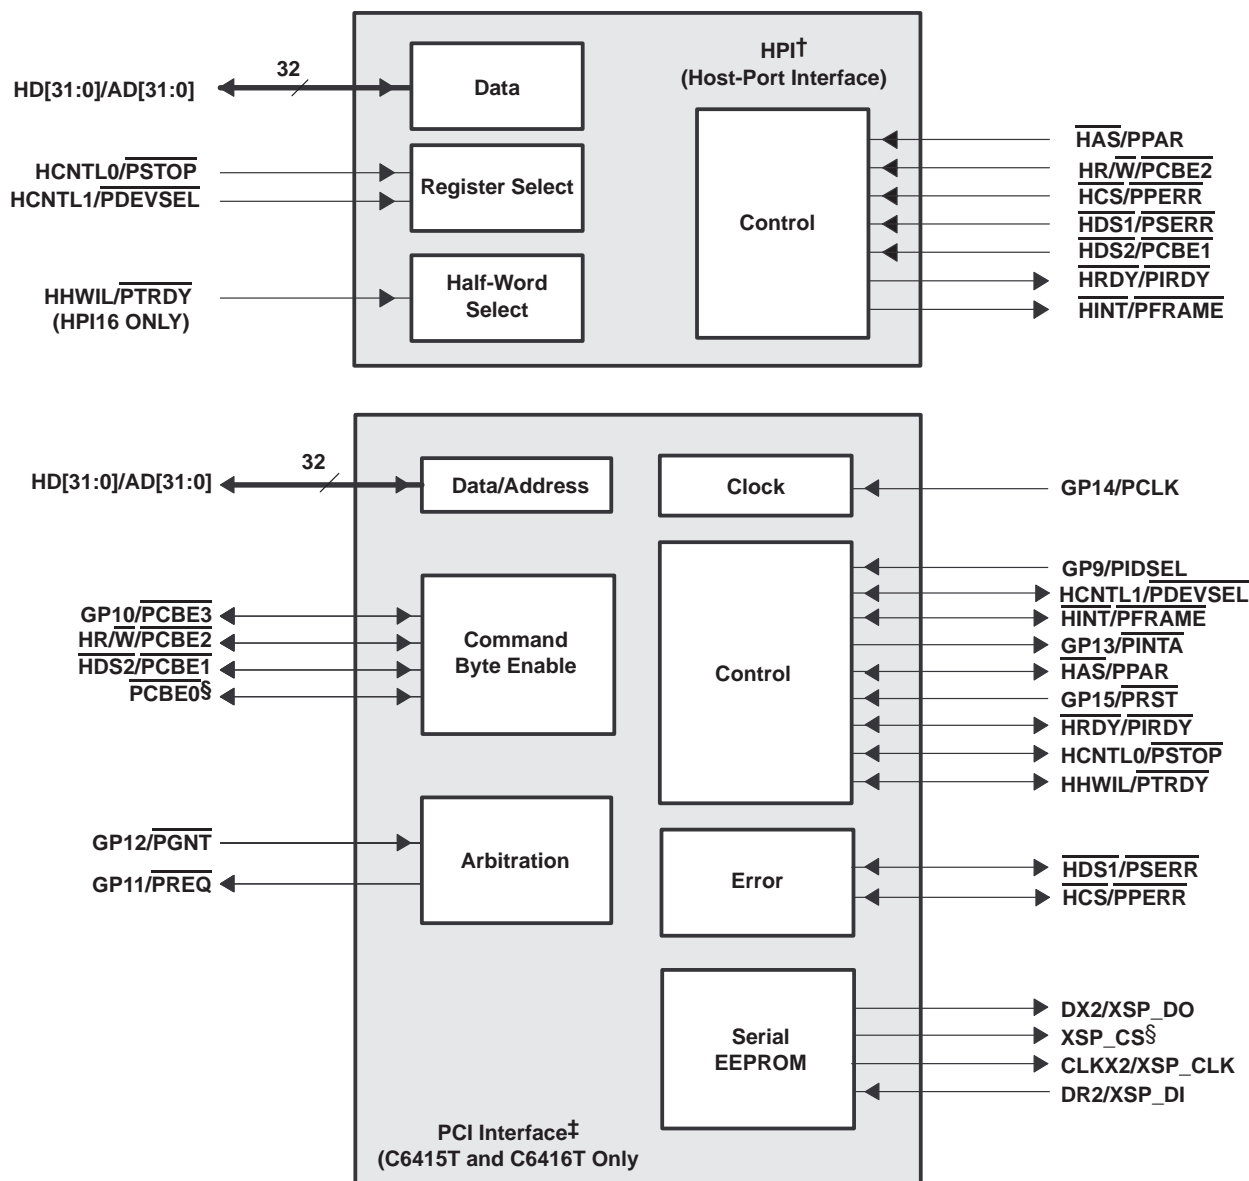 HPI†
(Host-Port Interface)
32
HD[31:0]/AD[31:0]
Data
HCNTL0/PSTOP
HCNTL1/PDEVSEL
Register Select
HHWIL/PTRDY
(HPI16 ONLY)
Half-Word
Select
Control
HAS/PPAR
HR/W/PCBE2
HCS/PPERR
HDS1/PSERR
HDS2/PCBE1
HRDY/PIRDY
HINT/PFRAME
32
HD[31:0]/AD[31:0]
Data/Address
Clock
GP14/PCLK
GP10/PCBE3
HR/W/PCBE2
HDS2/PCBE1
PCBE0§
Command
Byte Enable
Control
GP9/PIDSEL
HCNTL1/PDEVSEL
HINT/PFRAME
GP13/PINTA
HAS/PPAR
GP15/PRST
HRDY/PIRDY
HCNTL0/PSTOP
HHWIL/PTRDY
GP12/PGNT
GP11/PREQ
Arbitration
Error
HDS1/PSERR
HCS/PPERR
Serial
EEPROM
DX2/XSP_DO
XSP_CS§
CLKX2/XSP_CLK
DR2/XSP_DI
PCI Interface‡
(C6415T and C6416T Only